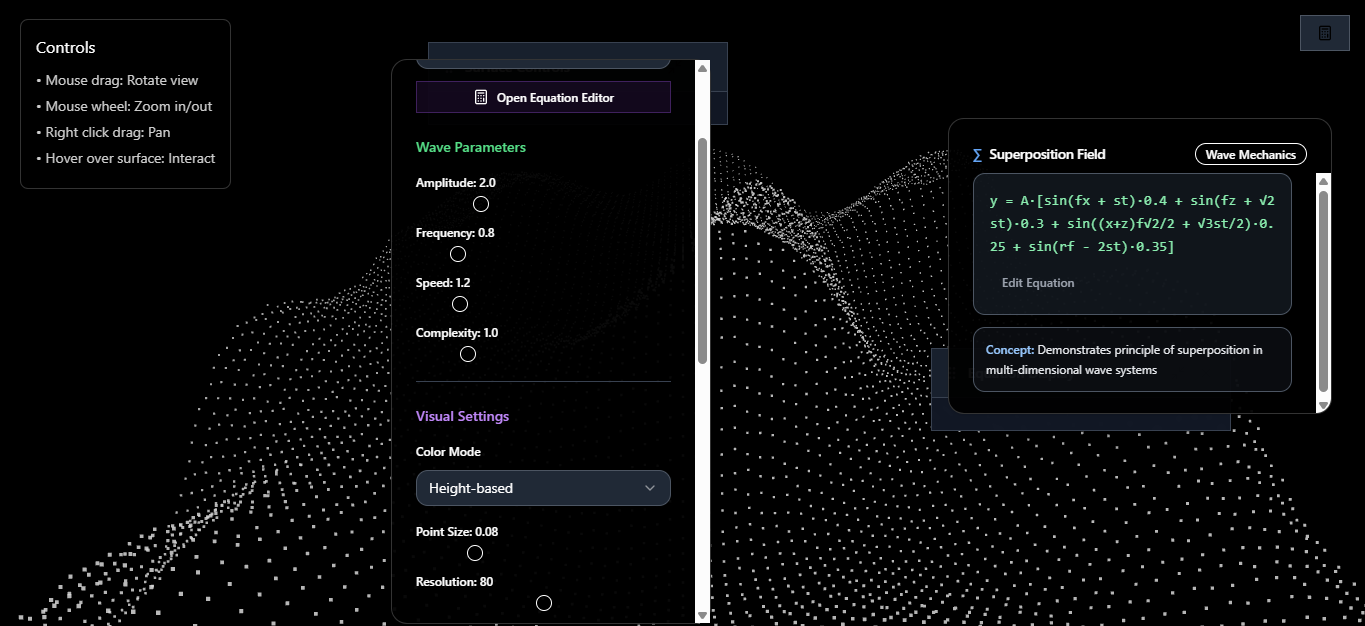 Controls
• Mouse drag: Rotate view
• Mouse wheel: Zoom in/out
• Right click drag: Pan
• Hover over surface: Interact
Open Equation Editor
Wave Parameters
Amplitude: 2.0
Frequency: 0.8
Speed: 1.2
Complexity: 1.0
Visual Settings
Color Mode
Height-based
Point Size: 0.08
Resolution: 80
∑ Superposition Field
Wave Mechanics
y = A·[sin(fx + st)·0.4 + sin(fz + √2
st)·0.3 + sin((x+z)f√2/2 + √3st/2)·0.
25 + sin(rf - 2st)·0.35]
Edit Equation
Concept: Demonstrates principle of superposition in
multi-dimensional wave systems